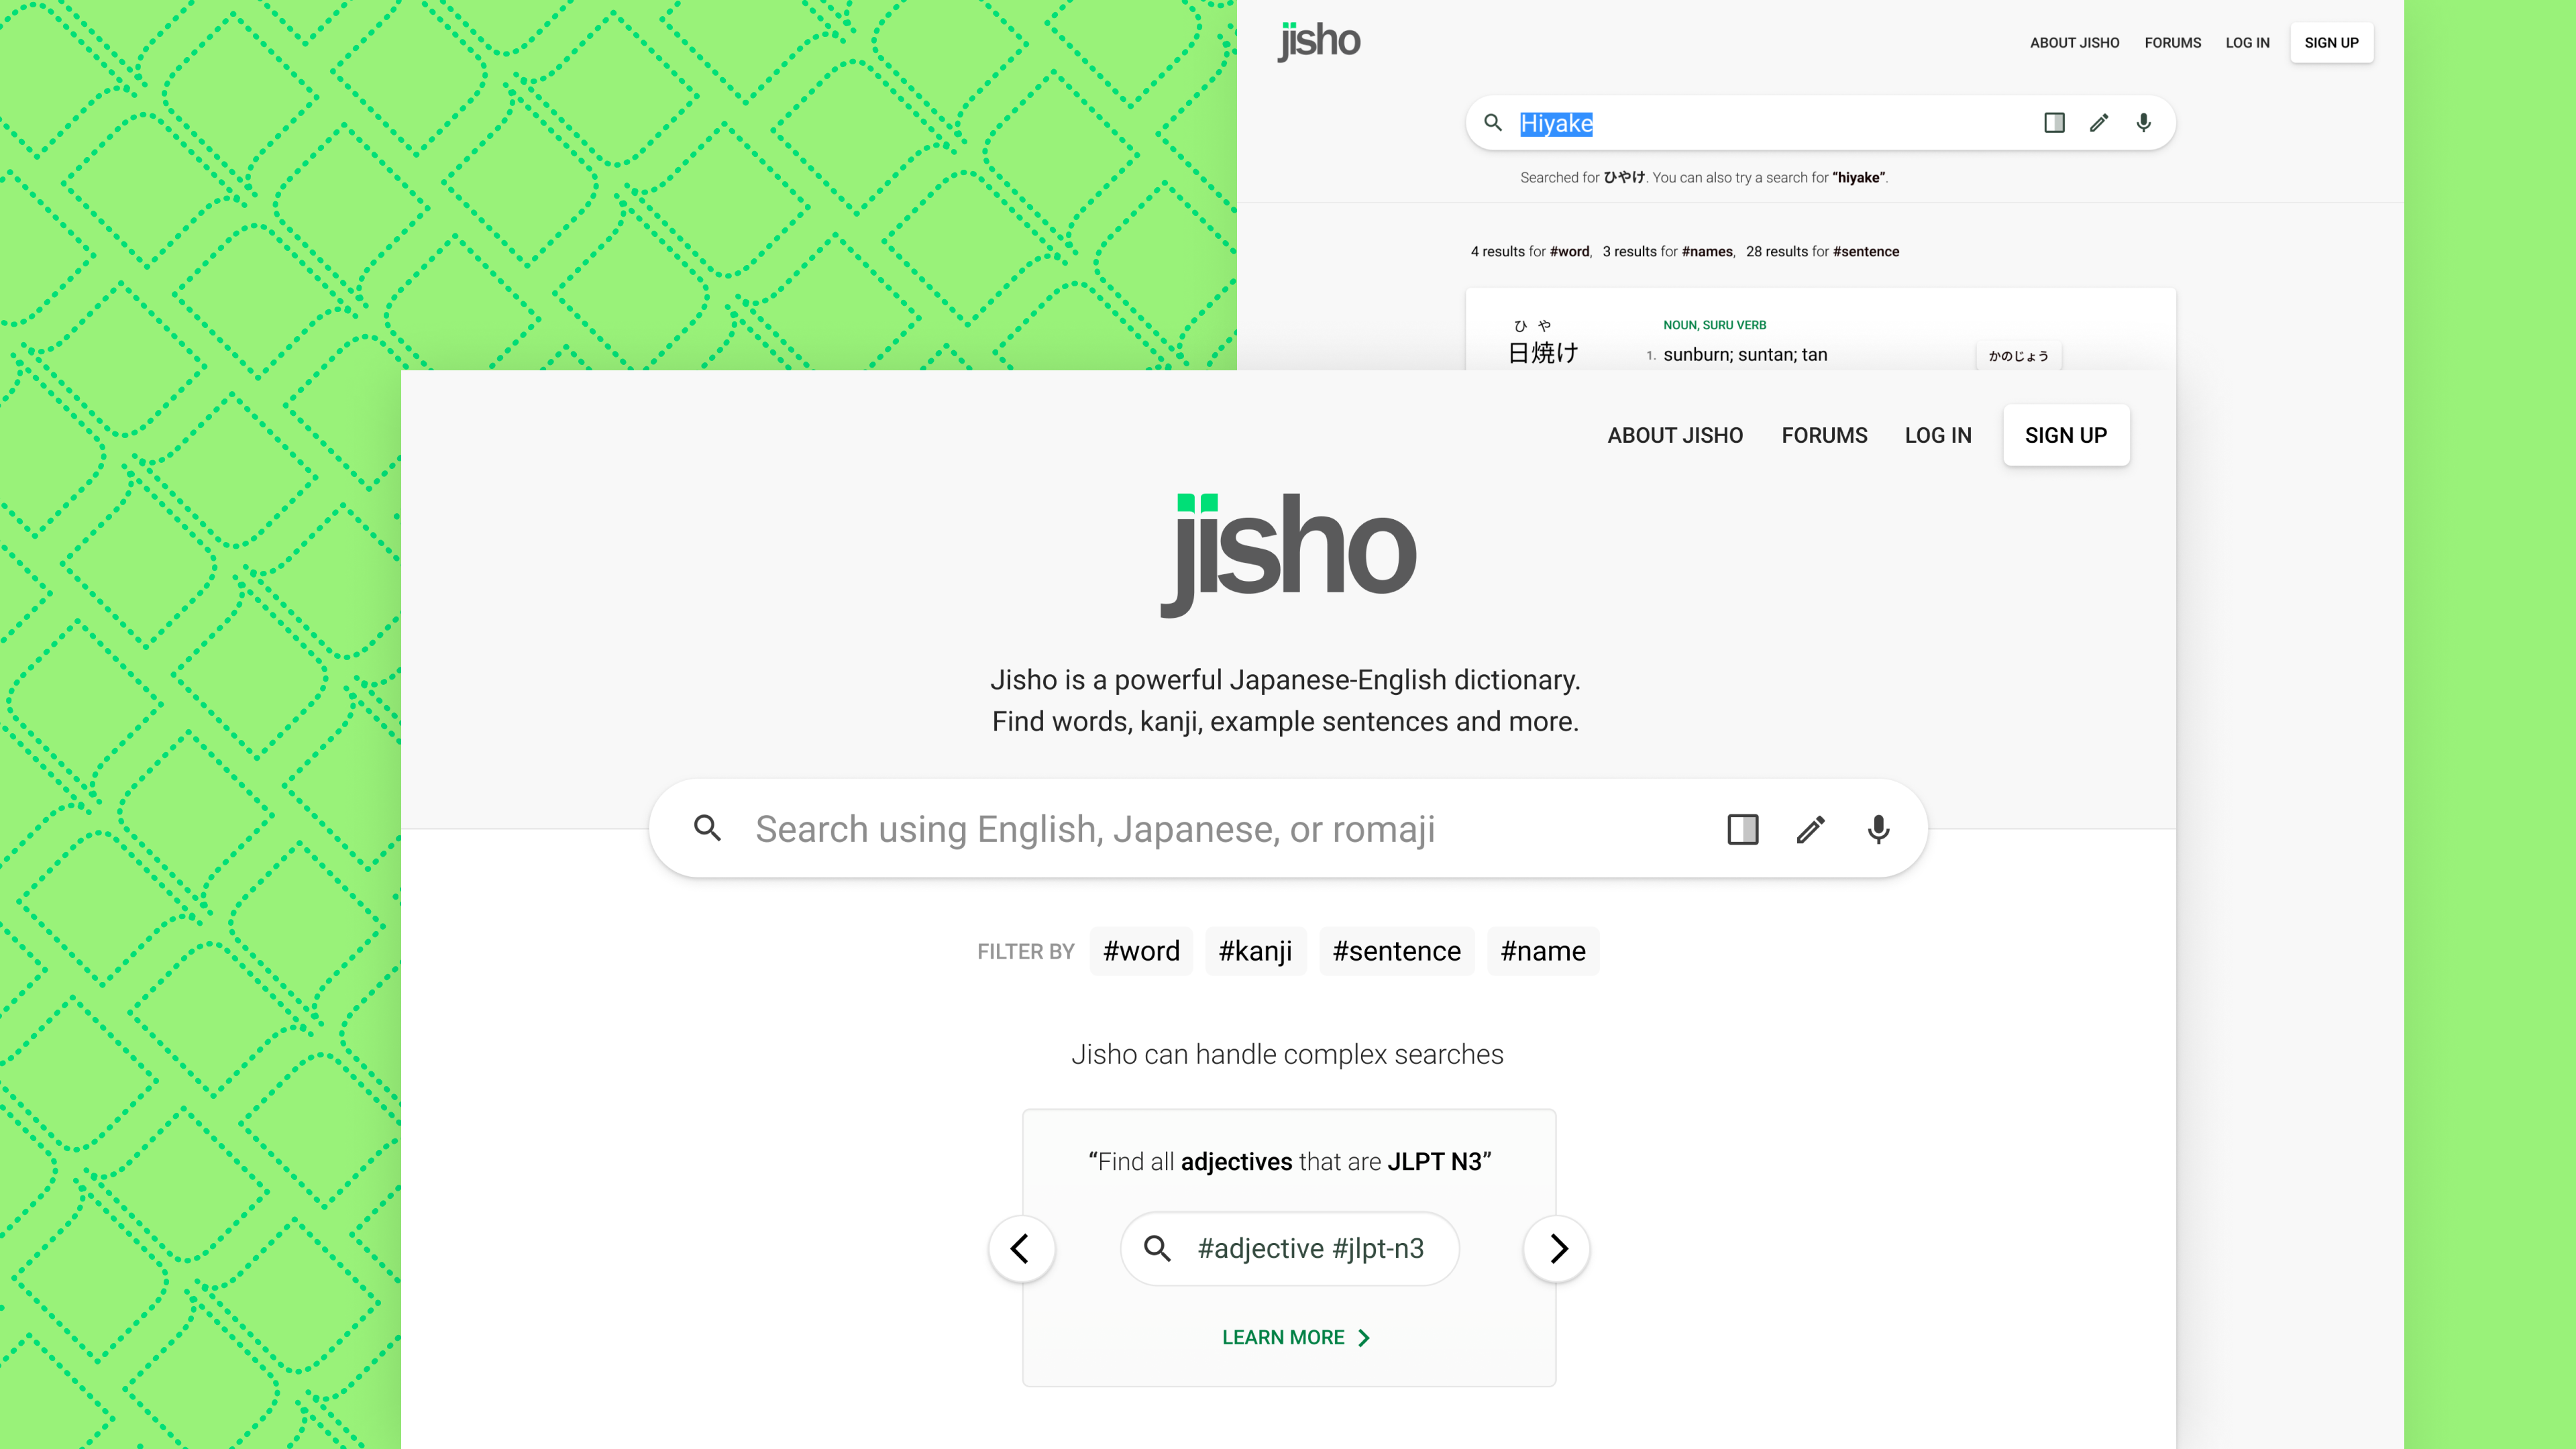 jisho
ABOUT JISHO FORUMS LOG IN SIGN UP
Hiyake
Searched for ひやけ. You can also try a search for “hiyake”.
4 results for #word, 3 results for #names, 28 results for #sentence
ひ や
日焼け
NOUN, SURU VERB
1. sunburn; suntan; tan
かのじょう
ABOUT JISHO FORUMS LOG IN SIGN UP
jisho
Jisho is a powerful Japanese-English dictionary.
Find words, kanji, example sentences and more.
Search using English, Japanese, or romaji
FILTER BY #word #kanji #sentence #name
Jisho can handle complex searches
“Find all adjectives that are JLPT N3”
#adjective #jlpt-n3
LEARN MORE